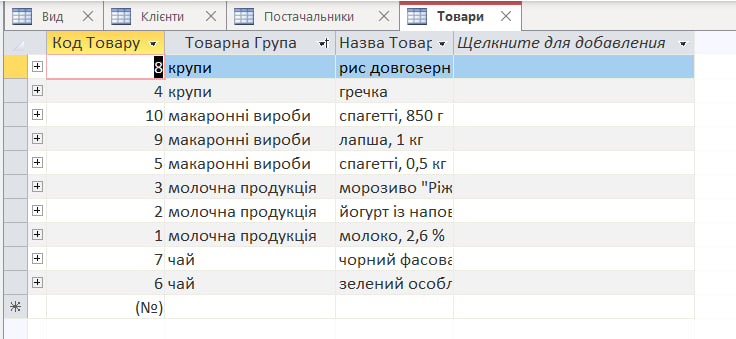 Вид Клієнти Постачальники Товари
Код Товару Товарна Група Назва Товар Щелкните для добавления
8 крупи рис довгозерн
4 крупи гречка
10 макаронні вироби спагетті, 850 г
9 макаронні вироби лапша, 1 кг
5 макаронні вироби спагетті, 0,5 кг
3 молочна продукція морозиво "Ріж
2 молочна продукція йогурт із напов
1 молочна продукція молоко, 2,6 %
7 чай чорний фасова
6 чай зелений особл
(№)